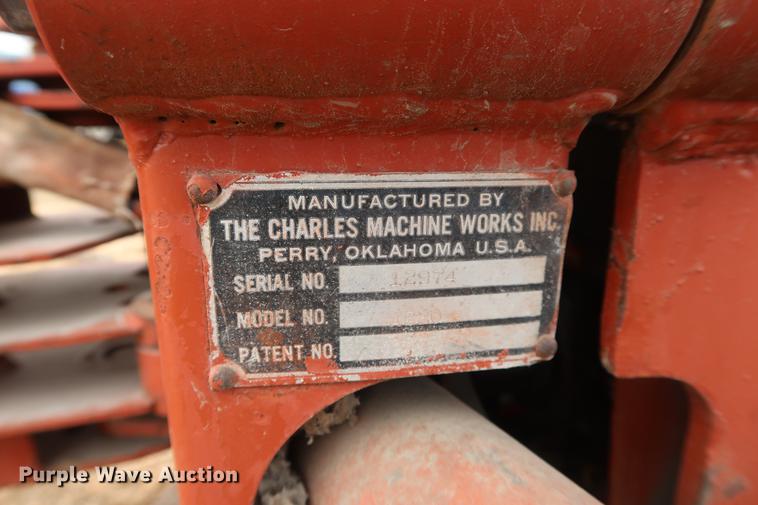 MANUFACTURED BY
THE CHARLES MACHINE WORKS INC.
PERRY, OKLAHOMA U.S.A.
SERIAL NO. 12974
MODEL NO.
PATENT NO.
Purple Wave Auction